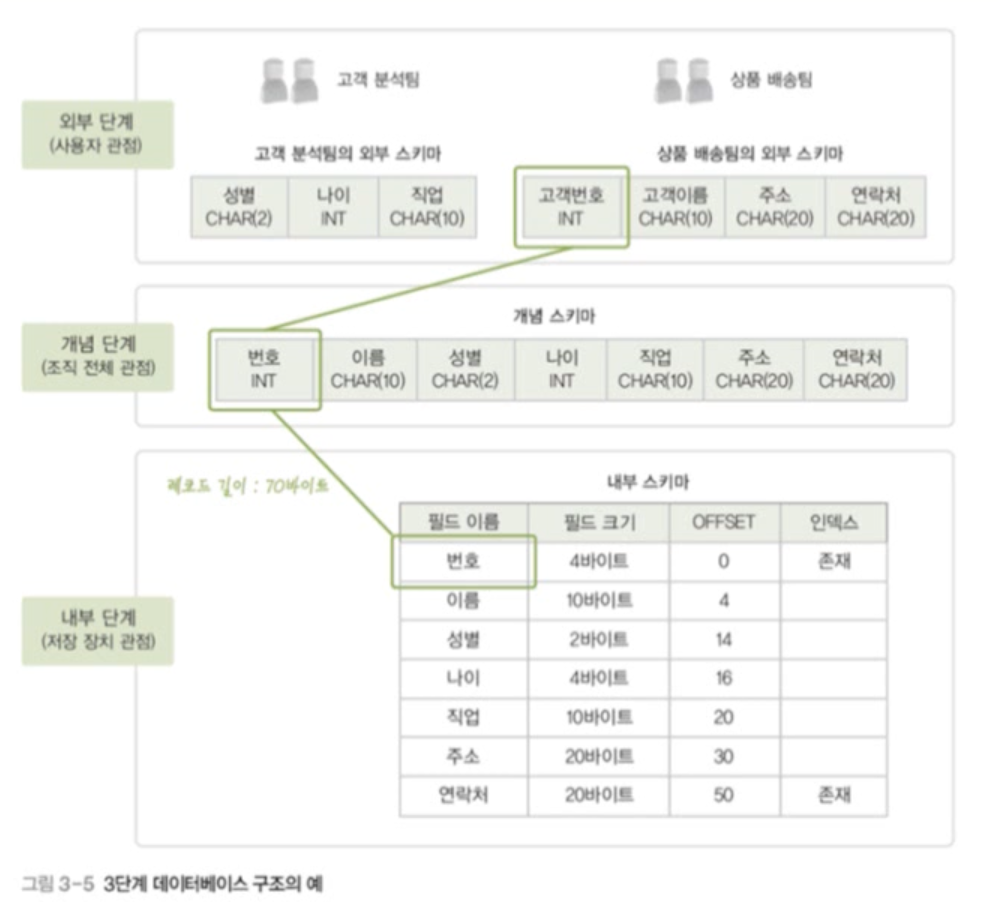 고객 분석팀
상품 배송팀
외부 단계
(사용자 관점)
고객 분석팀의 외부 스키마
상품 배송팀의 외부 스키마
성별 나이 직업
CHAR(2) INT CHAR(10)
고객번호 고객이름 주소 연락처
INT CHAR(10) CHAR(20) CHAR(20)
개념 단계
(조직 전체 관점)
개념 스키마
번호 이름 성별 나이 직업 주소 연락처
INT CHAR(10) CHAR(2) INT CHAR(10) CHAR(20) CHAR(20)
레코드 길이 : 70바이트
내부 스키마
필드 이름 필드 크기 OFFSET 인덱스
번호 4바이트 0 존재
이름 10바이트 4
성별 2바이트 14
나이 4바이트 16
직업 10바이트 20
주소 20바이트 30
연락처 20바이트 50 존재
내부 단계
(저장 장치 관점)
그림 3-5 3단계 데이터베이스 구조의 예